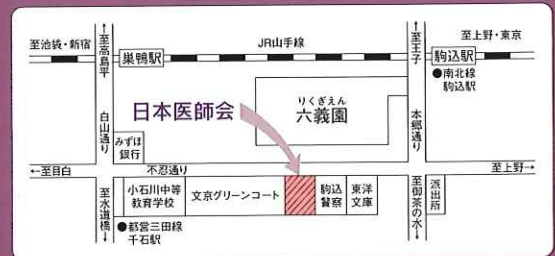 至池袋・新宿
←至高島平
巣鴨駅
JR山手線
←至王子
至上野・東京
駒込駅
●南北線
駒込駅
りくぎえん
六義園
日本医師会
白山通り
本郷通り
みずほ
銀行
←至目白
不忍通り
至上野→
至水道橋→
小石川中等
教育学校
文京グリーンコート
駒込
警察
東洋
文庫
至御茶の水→
派出所
●都営三田線
千石駅